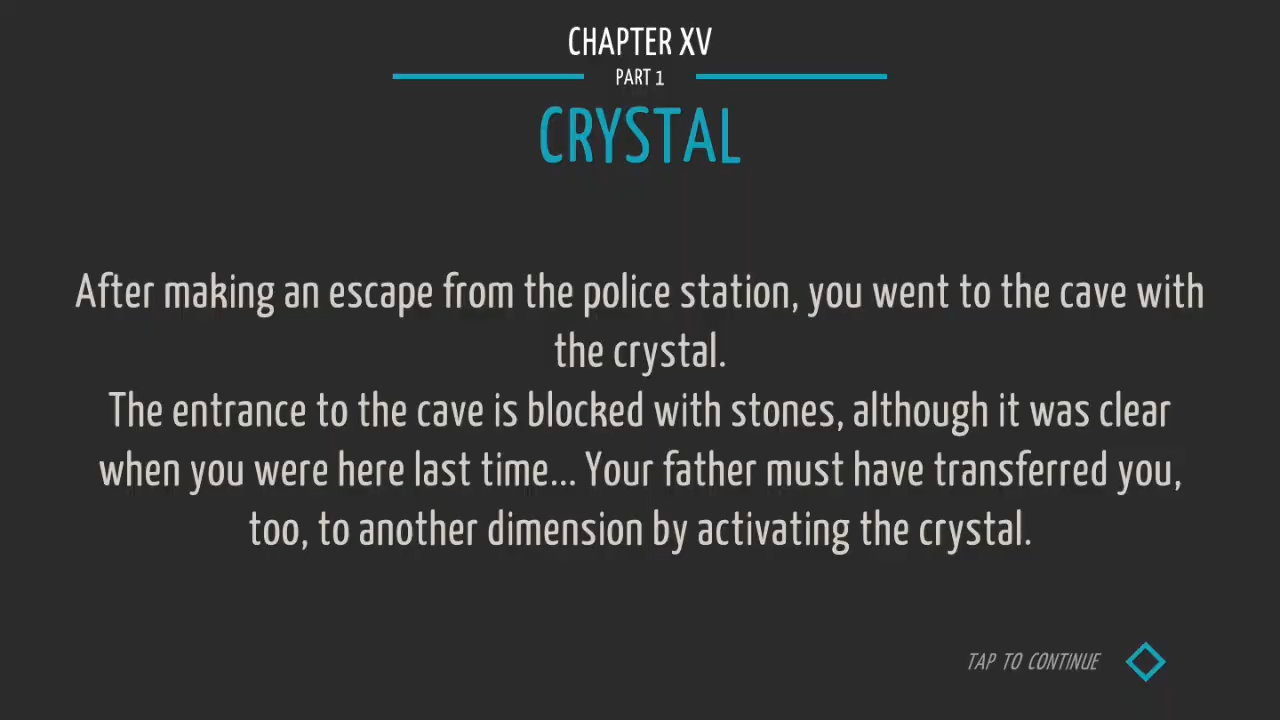 CHAPTER XV
PART 1
CRYSTAL
After making an escape from the police station, you went to the cave with
the crystal.
The entrance to the cave is blocked with stones, although it was clear
when you were here last time... Your father must have transferred you,
too, to another dimension by activating the crystal.
TAP TO CONTINUE